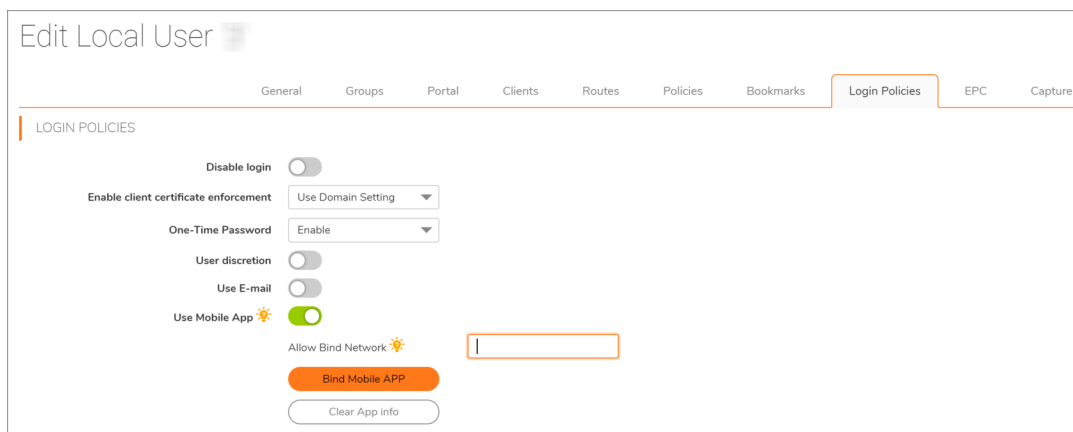 Edit Local User
General Groups Portal Clients Routes Policies Bookmarks Login Policies EPC Capture
LOGIN POLICIES
Disable login
Enable client certificate enforcement Use Domain Setting
One-Time Password Enable
User discretion
Use E-mail
Use Mobile App
Allow Bind Network
Bind Mobile APP
Clear App info